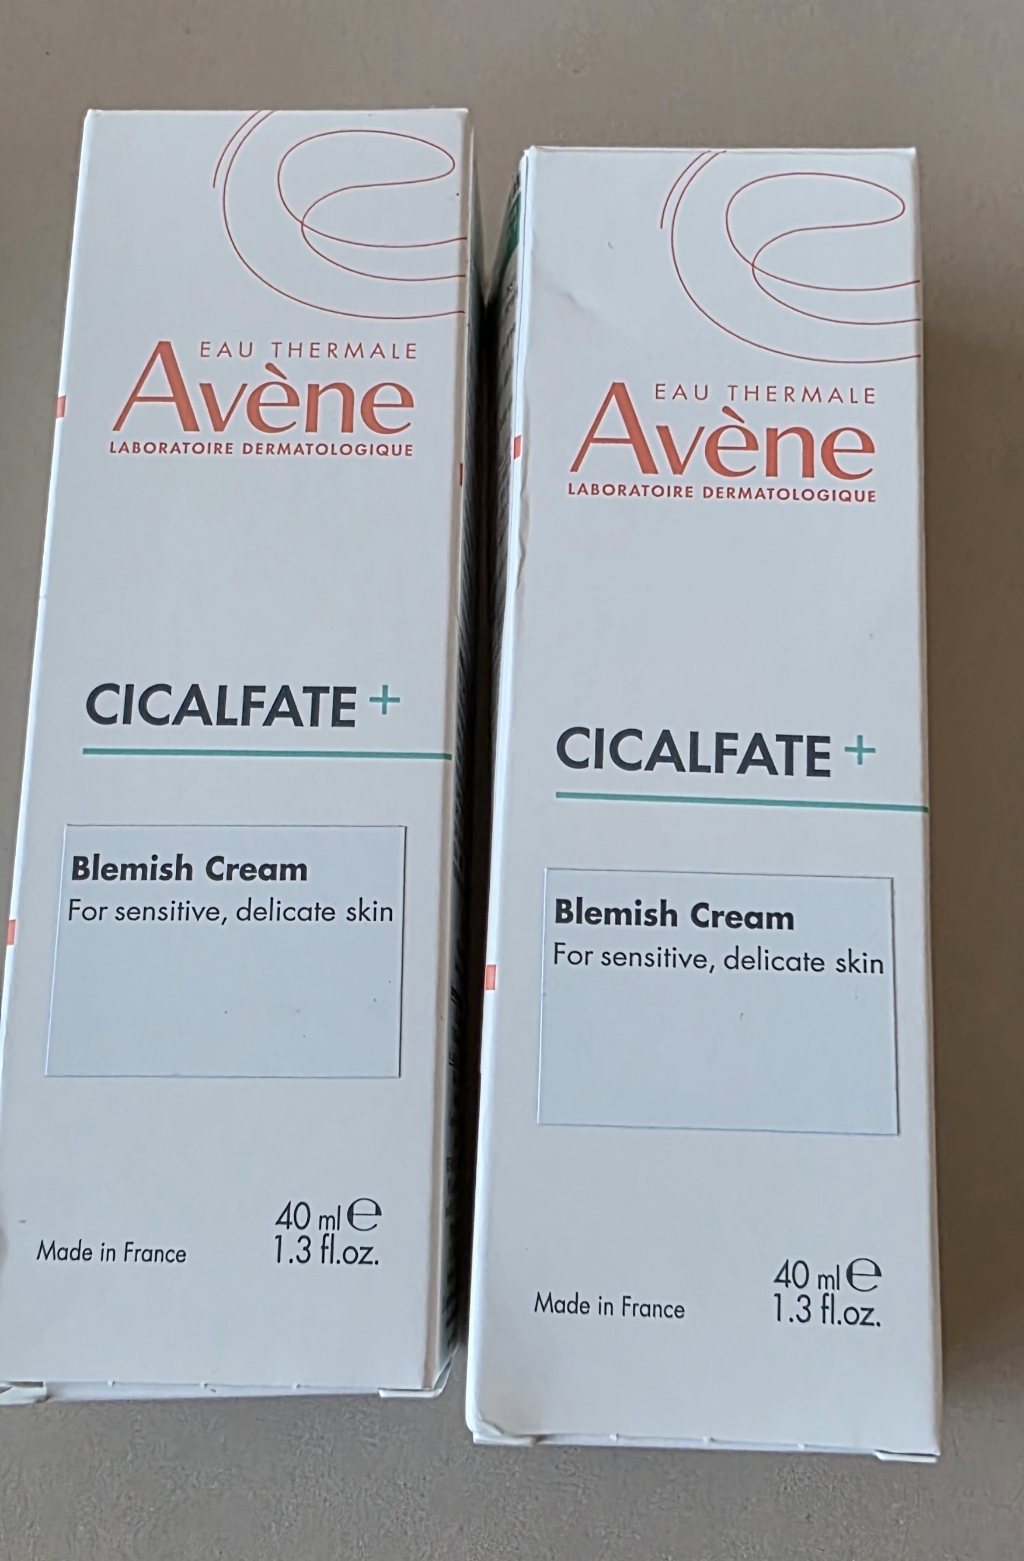 EAU THERMALE
Avène
LABORATOIRE DERMATOLOGIQUE
CICALFATE+
Blemish Cream
For sensitive, delicate skin
Made in France
40 ml e
1.3 fl.oz.
EAU THERMALE
Avène
LABORATOIRE DERMATOLOGIQUE
CICALFATE+
Blemish Cream
For sensitive, delicate skin
Made in France
40 ml e
1.3 fl.oz.